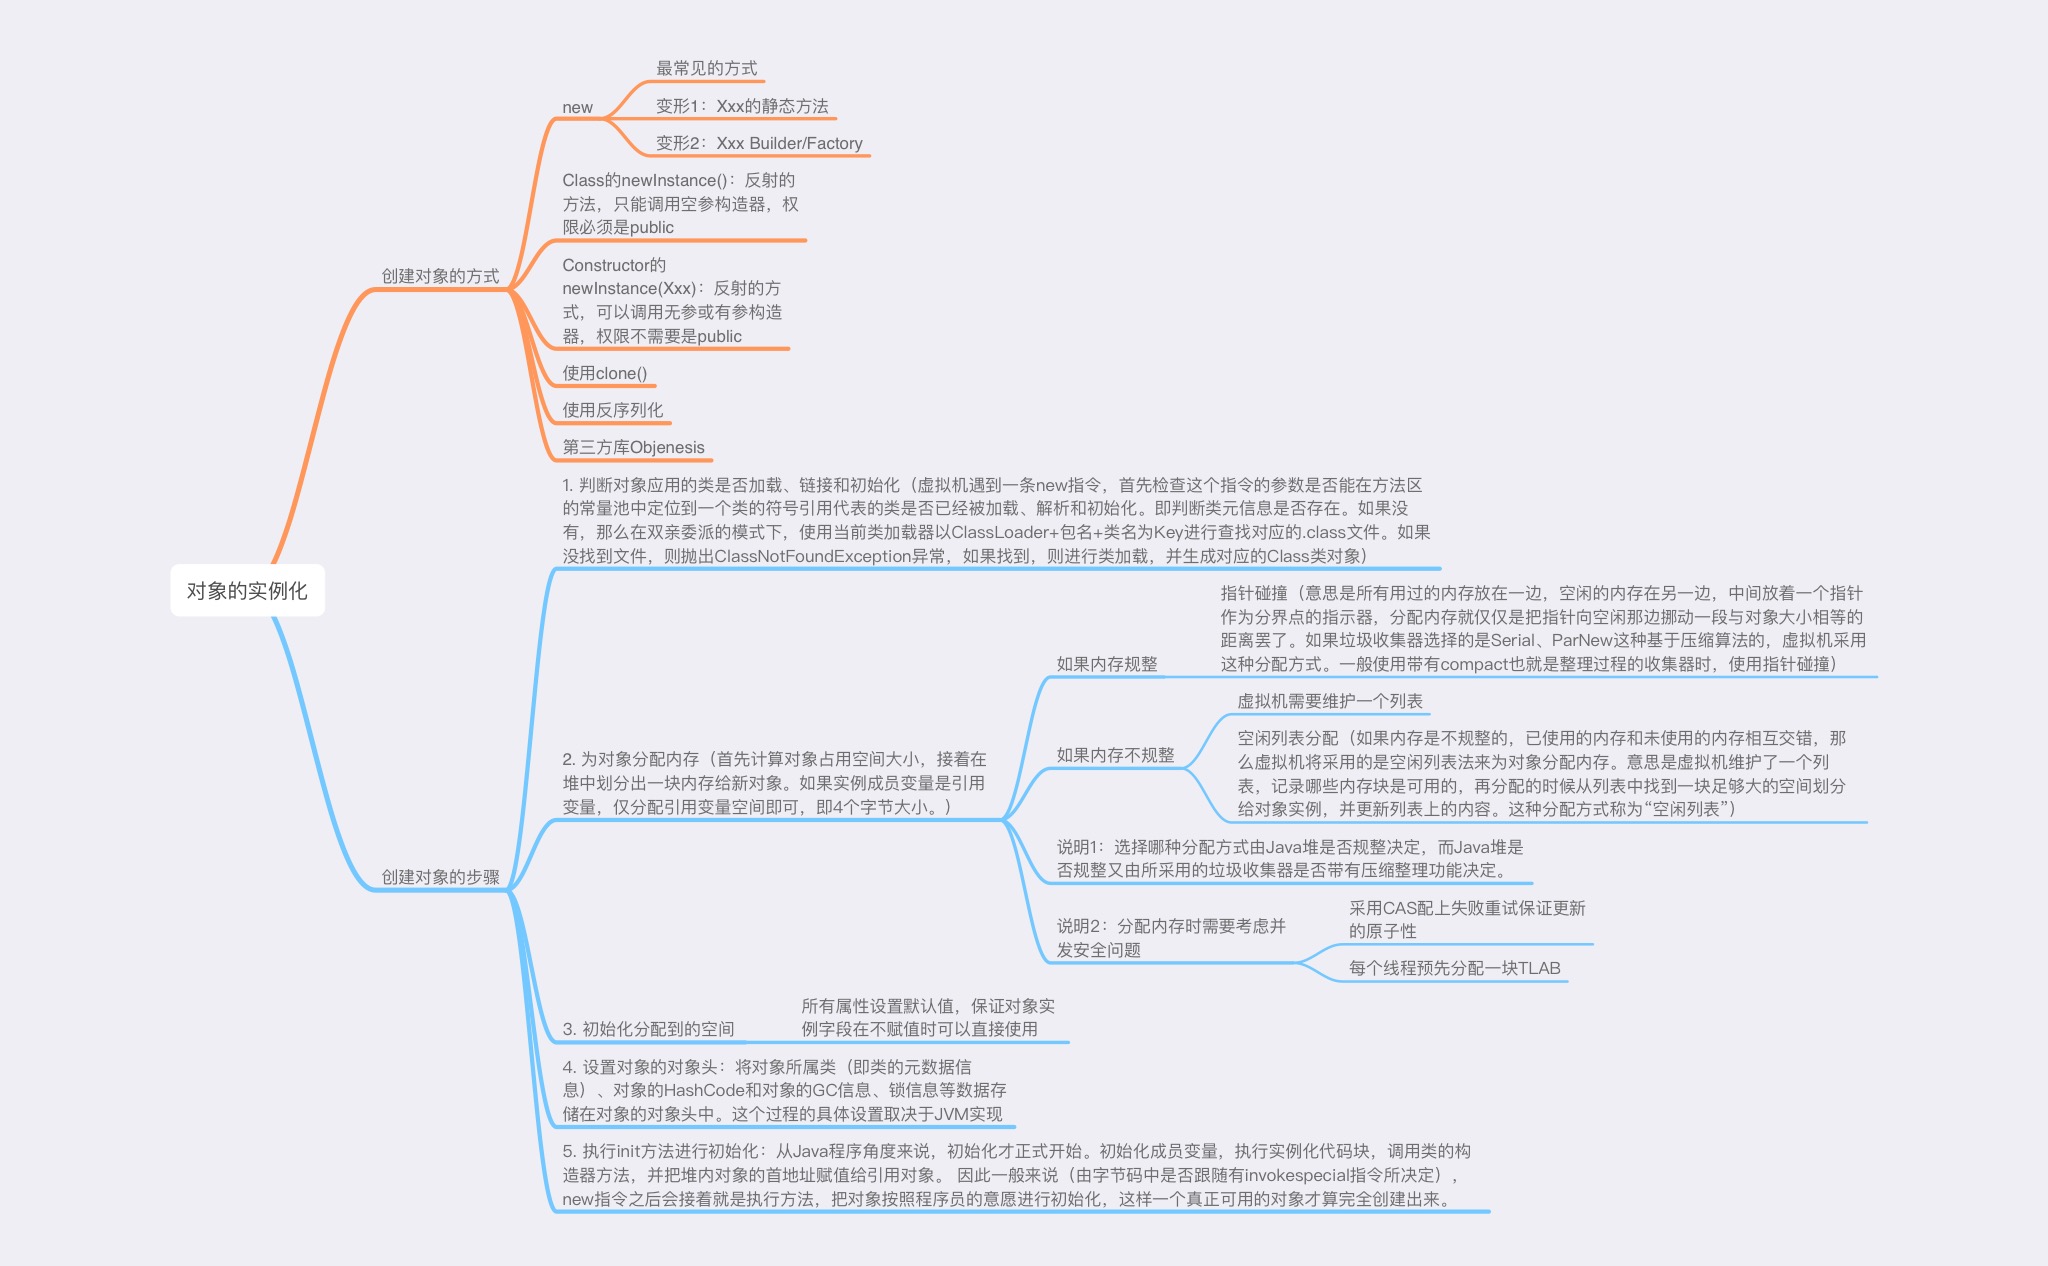 对象的实例化
创建对象的方式
new
最常见的方式
变形1：Xxx的静态方法
变形2：Xxx Builder/Factory
Class的newInstance()：反射的
方法，只能调用空参构造器，权
限必须是public
Constructor的
newInstance(Xxx)：反射的方
式，可以调用无参或有参构造
器，权限不需要是public
使用clone()
使用反序列化
第三方库Objenesis
创建对象的步骤
1. 判断对象应用的类是否加载、链接和初始化（虚拟机遇到一条new指令，首先检查这个指令的参数是否能在方法区
的常量池中定位到一个类的符号引用代表的类是否已经被加载、解析和初始化。即判断类元信息是否存在。如果没
有，那么在双亲委派的模式下，使用当前类加载器以ClassLoader+包名+类名为Key进行查找对应的.class文件。如果
没找到文件，则抛出ClassNotFoundException异常，如果找到，则进行类加载，并生成对应的Class类对象）
2. 为对象分配内存（首先计算对象占用空间大小，接着在
堆中划分出一块内存给新对象。如果实例成员变量是引用
变量，仅分配引用变量空间即可，即4个字节大小。）
如果内存规整
指针碰撞（意思是所有用过的内存放在一边，空闲的内存在另一边，中间放着一个指针
作为分界点的指示器，分配内存就仅仅是把指针向空闲那边挪动一段与对象大小相等的
距离罢了。如果垃圾收集器选择的是Serial、ParNew这种基于压缩算法的，虚拟机采用
这种分配方式。一般使用带有compact也就是整理过程的收集器时，使用指针碰撞）
如果内存不规整
虚拟机需要维护一个列表
空闲列表分配（如果内存是不规整的，已使用的内存和未使用的内存相互交错，那
么虚拟机将采用的是空闲列表法来为对象分配内存。意思是虚拟机维护了一个列
表，记录哪些内存块是可用的，再分配的时候从列表中找到一块足够大的空间划分
给对象实例，并更新列表上的内容。这种分配方式称为“空闲列表”）
说明1：选择哪种分配方式由Java堆是否规整决定，而Java堆是
否规整又由所采用的垃圾收集器是否带有压缩整理功能决定。
说明2：分配内存时需要考虑并
发安全问题
采用CAS配上失败重试保证更新
的原子性
每个线程预先分配一块TLAB
3. 初始化分配到的空间
所有属性设置默认值，保证对象实
例字段在不赋值时可以直接使用
4. 设置对象的对象头：将对象所属类（即类的元数据信
息）、对象的HashCode和对象的GC信息、锁信息等数据存
储在对象的对象头中。这个过程的具体设置取决于JVM实现
5. 执行init方法进行初始化：从Java程序角度来说，初始化才正式开始。初始化成员变量，执行实例化代码块，调用类的构
造器方法，并把堆内对象的首地址赋值给引用对象。 因此一般来说（由字节码中是否跟随有invokespecial指令所决定），
new指令之后会接着就是执行方法，把对象按照程序员的意愿进行初始化，这样一个真正可用的对象才算完全创建出来。